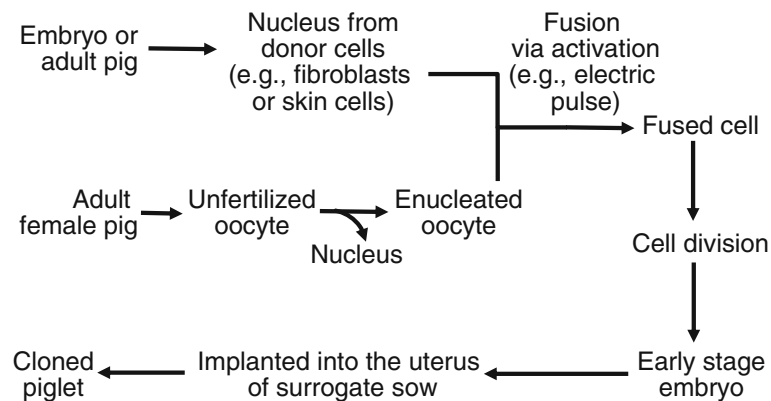 Embryo or
adult pig
Nucleus from
donor cells
(e.g., fibroblasts
or skin cells)
Fusion
via activation
(e.g., electric
pulse)
Fused cell
Adult
female pig
Unfertilized
oocyte
Nucleus
Enucleated
oocyte
Cell division
Cloned
piglet
Implanted into the uterus
of surrogate sow
Early stage
embryo